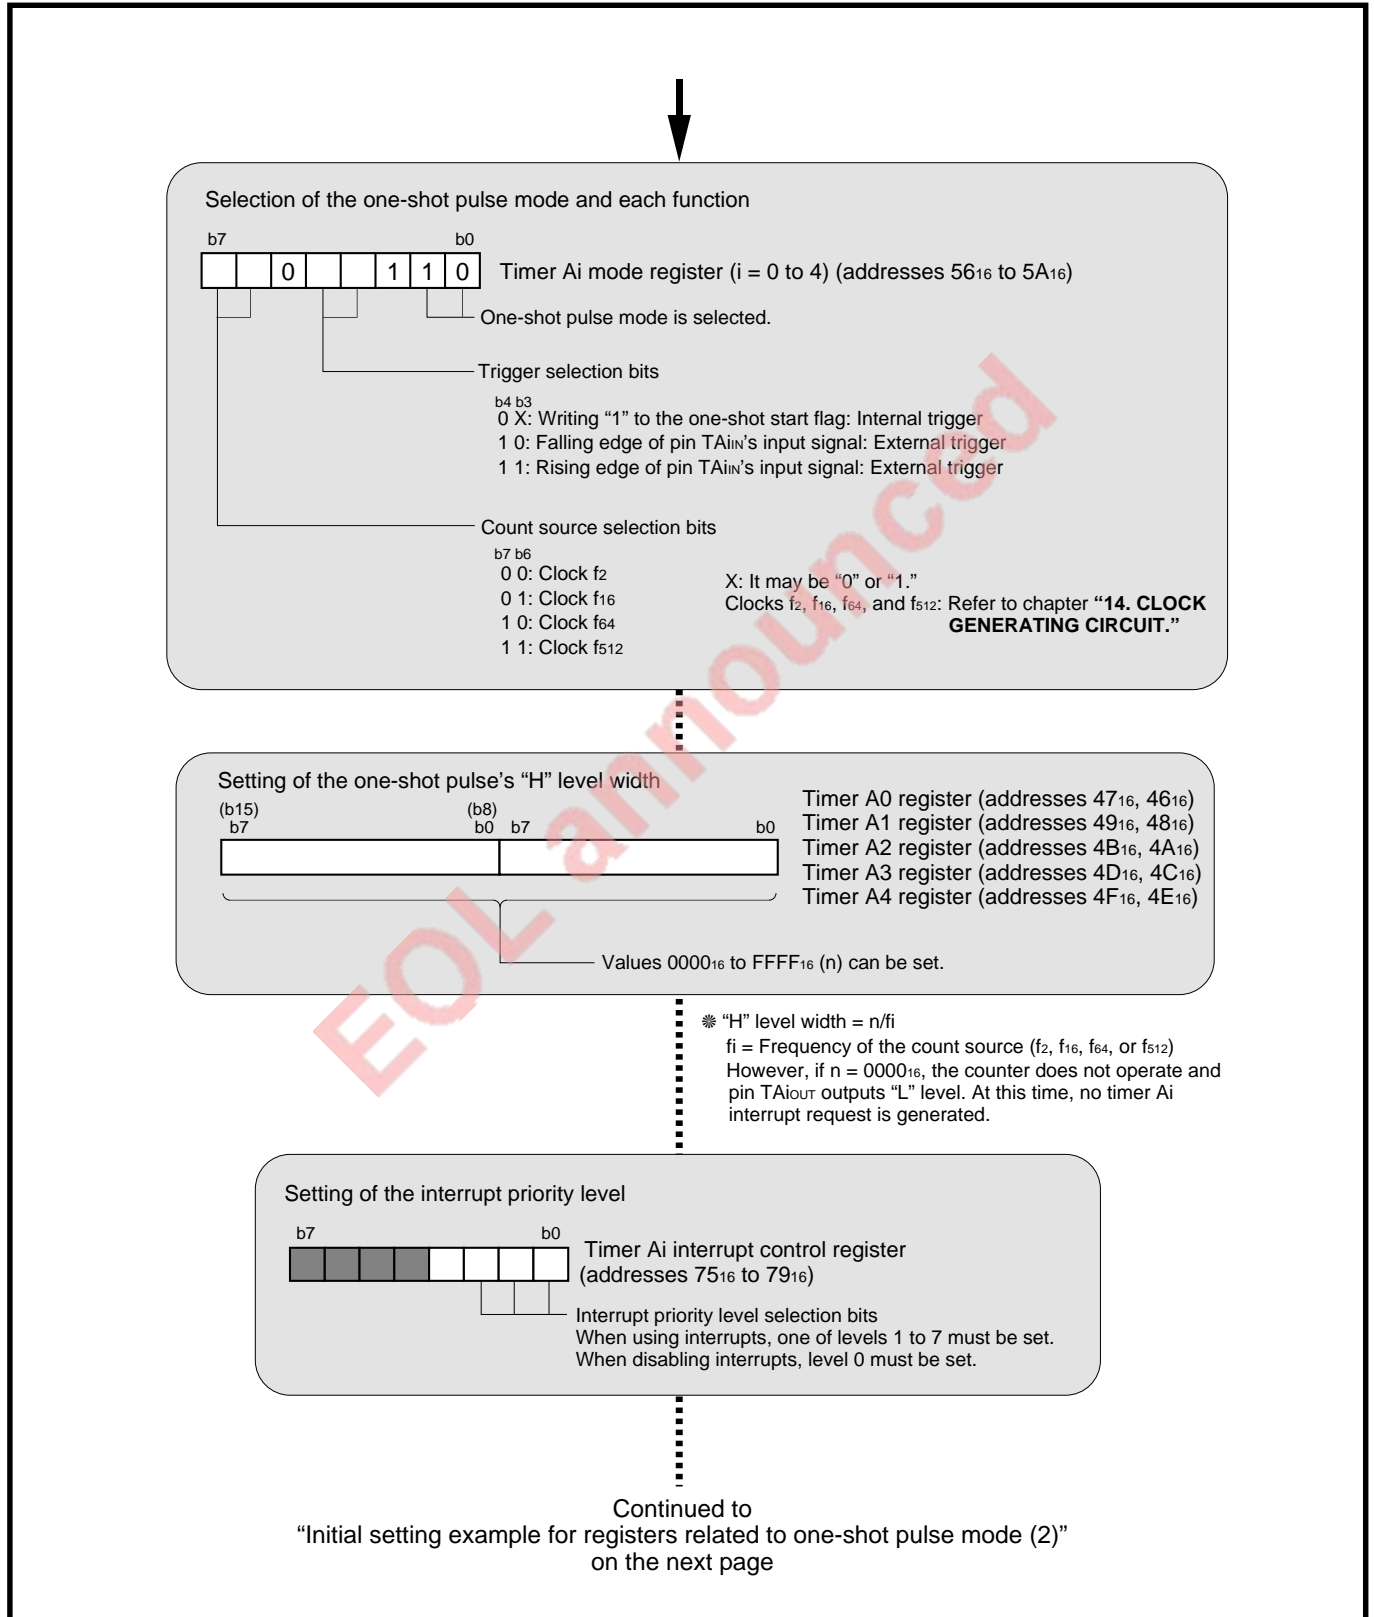 Selection of the one-shot pulse mode and each function
b7 b0
0 1 1 0 Timer Ai mode register (i = 0 to 4) (addresses 5616 to 5A16)
One-shot pulse mode is selected.
Trigger selection bits
b4 b3
0 X: Writing “1” to the one-shot start flag: Internal trigger
1 0: Falling edge of pin TAiIN’s input signal: External trigger
1 1: Rising edge of pin TAiIN’s input signal: External trigger
Count source selection bits
b7 b6
0 0: Clock f2
0 1: Clock f16
1 0: Clock f64
1 1: Clock f512
X: It may be “0” or “1.”
Clocks f2, f16, f64, and f512: Refer to chapter “14. CLOCK
GENERATING CIRCUIT.”
Setting of the one-shot pulse’s “H” level width
(b15) (b8)
b7 b0 b7 b0
Timer A0 register (addresses 4716, 4616)
Timer A1 register (addresses 4916, 4816)
Timer A2 register (addresses 4B16, 4A16)
Timer A3 register (addresses 4D16, 4C16)
Timer A4 register (addresses 4F16, 4E16)
Values 000016 to FFFF16 (n) can be set.
❋ “H” level width = n/fi
fi = Frequency of the count source (f2, f16, f64, or f512)
However, if n = 000016, the counter does not operate and
pin TAiOUT outputs “L” level. At this time, no timer Ai
interrupt request is generated.
Setting of the interrupt priority level
b7 b0
Timer Ai interrupt control register
(addresses 7516 to 7916)
Interrupt priority level selection bits
When using interrupts, one of levels 1 to 7 must be set.
When disabling interrupts, level 0 must be set.
Continued to
“Initial setting example for registers related to one-shot pulse mode (2)”
on the next page
EOL announced